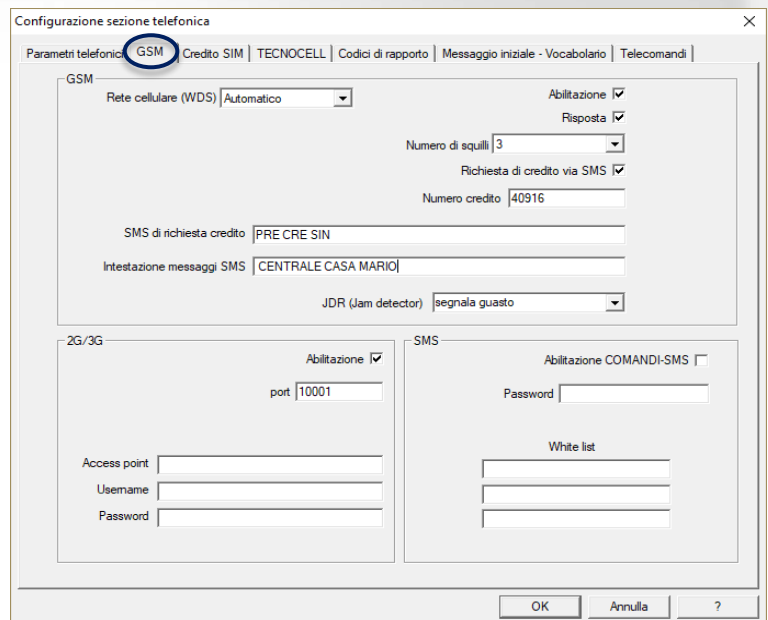 Configurazione sezione telefonica
Parametri telefonici GSM Credito SIM TECNOCELL Codici di rapporto Messaggio iniziale - Vocabolario Telecomandi
GSM
Rete cellulare (WDS) Automatico Abilitazione
Risposta
Numero di squilli 3
Richiesta di credito via SMS
Numero credito 40916
SMS di richiesta credito PRE CRE SIN
Intestazione messaggi SMS CENTRALE CASA MARIO
JDR (Jam detector) segnala guasto
2G/3G SMS
Abilitazione Abilitazione COMANDI-SMS
port 10001 Password
White list
Access point
Username
Password
OK Annulla ?